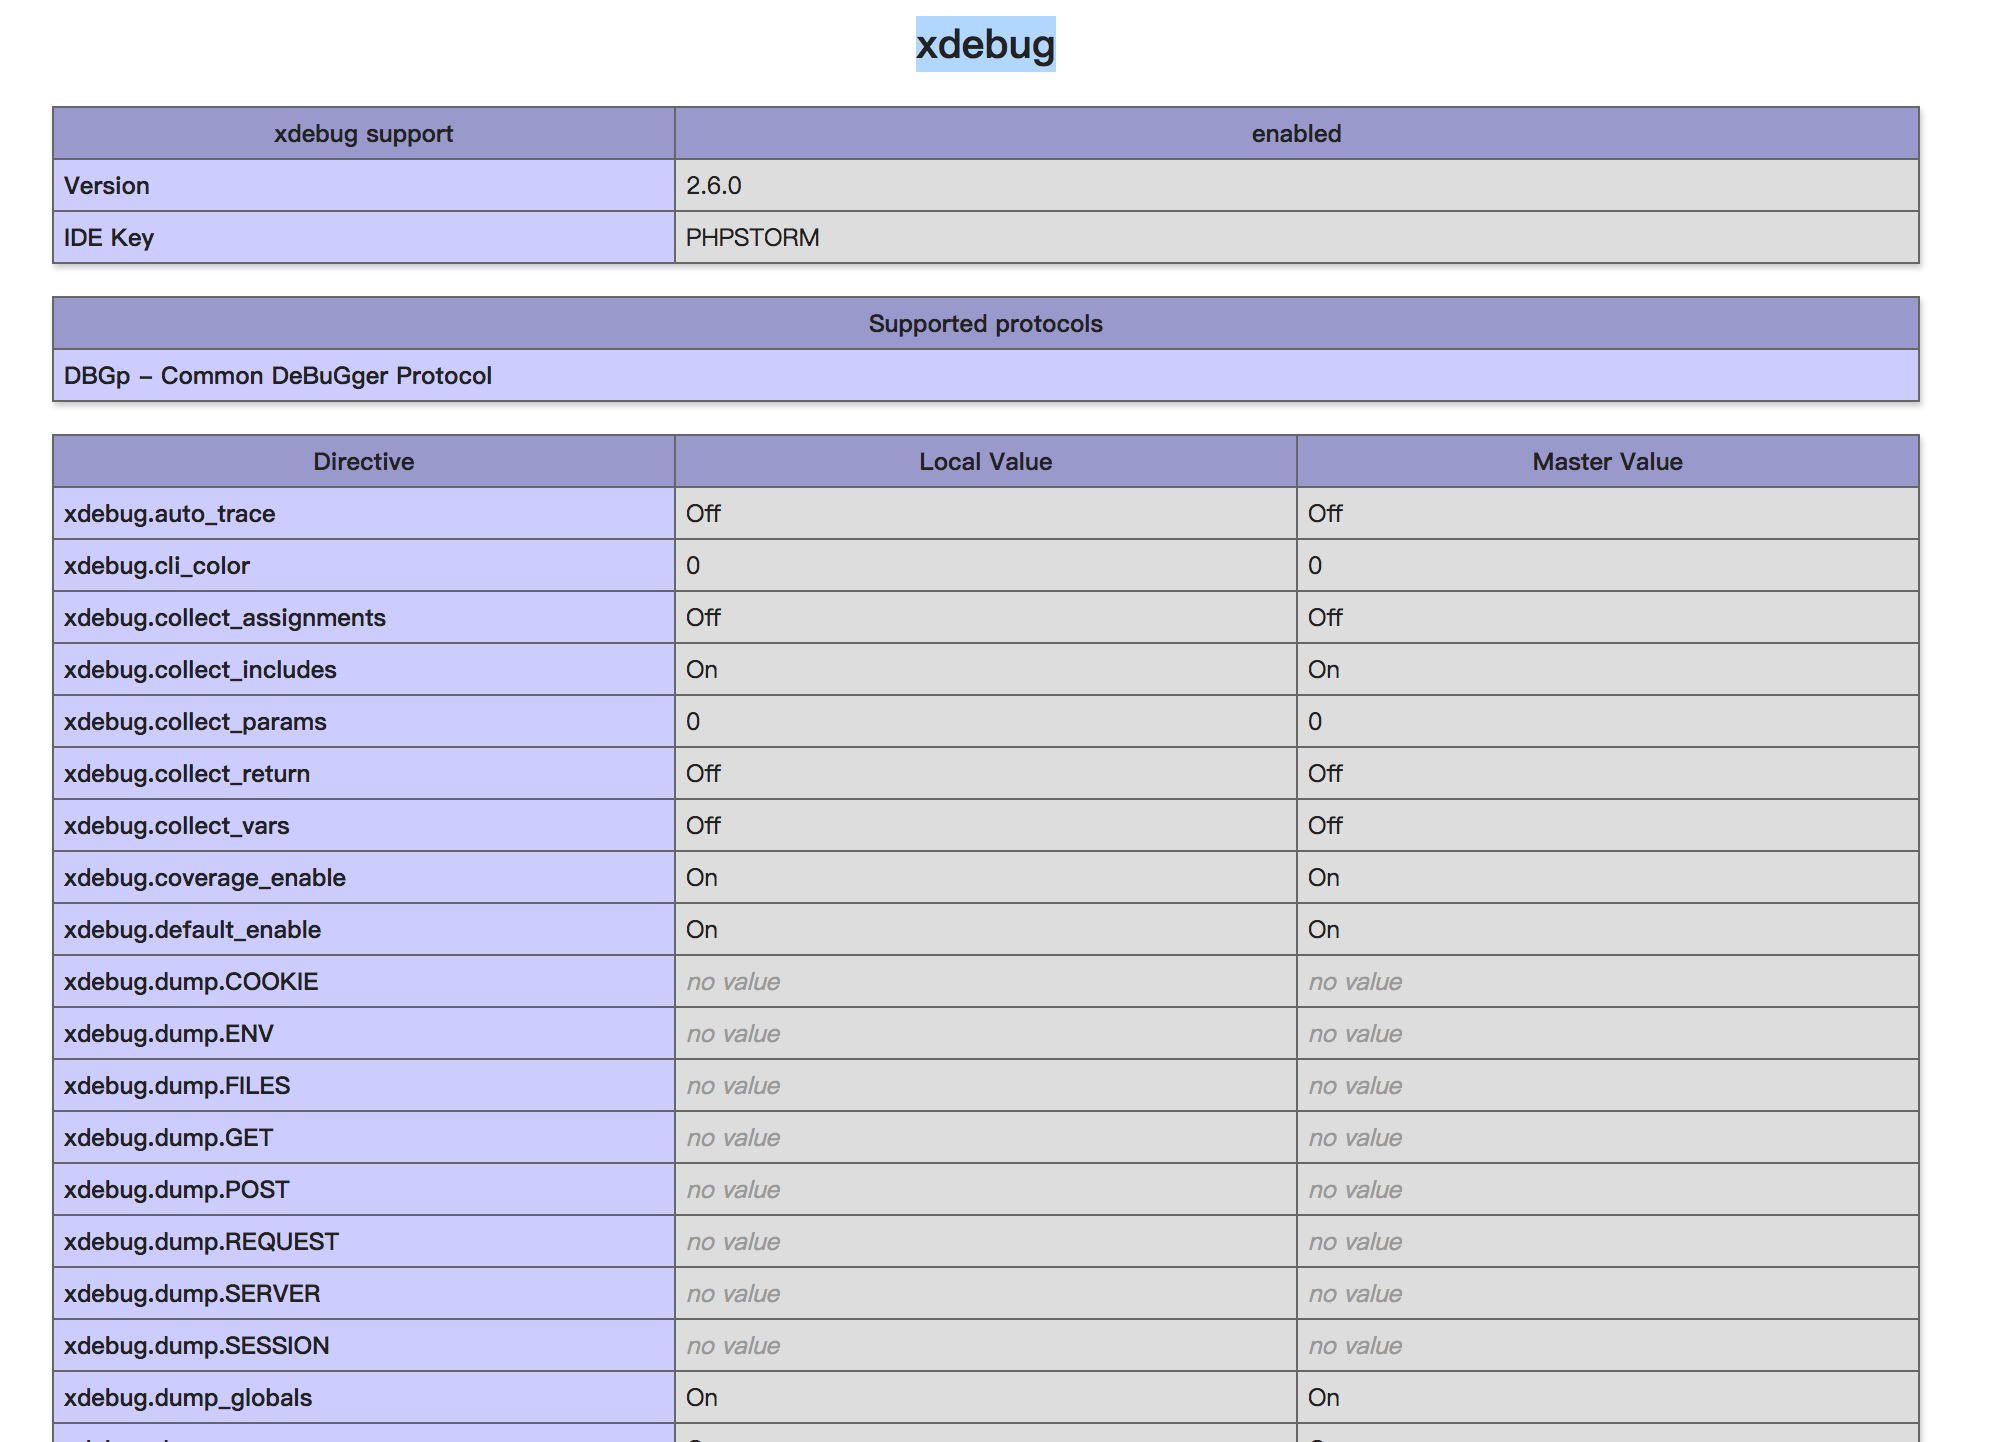 xdebug
xdebug support enabled
Version 2.6.0
IDE Key PHPSTORM
Supported protocols
DBGp – Common DeBuGger Protocol
Directive Local Value Master Value
xdebug.auto_trace Off Off
xdebug.cli_color 0 0
xdebug.collect_assignments Off Off
xdebug.collect_includes On On
xdebug.collect_params 0 0
xdebug.collect_return Off Off
xdebug.collect_vars Off Off
xdebug.coverage_enable On On
xdebug.default_enable On On
xdebug.dump.COOKIE no value no value
xdebug.dump.ENV no value no value
xdebug.dump.FILES no value no value
xdebug.dump.GET no value no value
xdebug.dump.POST no value no value
xdebug.dump.REQUEST no value no value
xdebug.dump.SERVER no value no value
xdebug.dump.SESSION no value no value
xdebug.dump_globals On On